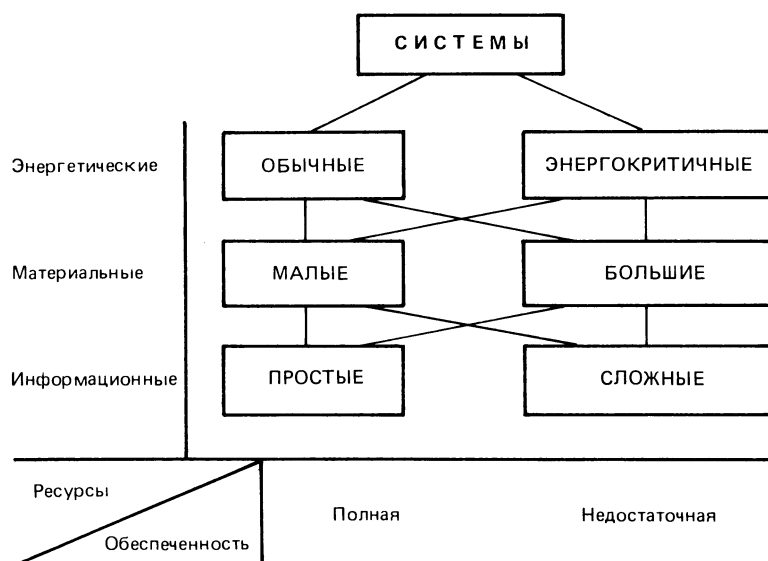 СИСТЕМЫ
Энергетические ОБЫЧНЫЕ ЭНЕРГОКРИТИЧНЫЕ
Материальные МАЛЫЕ БОЛЬШИЕ
Информационные ПРОСТЫЕ СЛОЖНЫЕ
Ресурсы
Полная Недостаточная
Обеспеченность